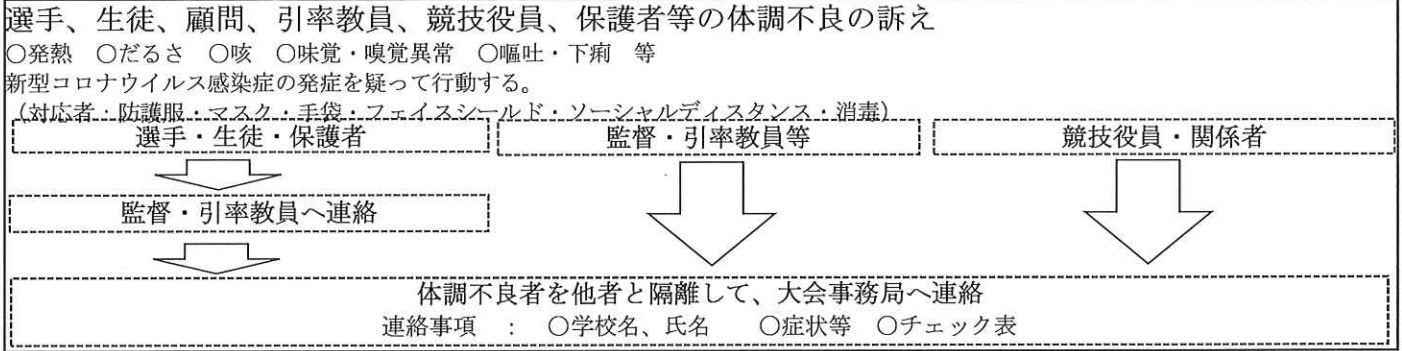 選手、生徒、顧問、引率教員、競技役員、保護者等の体調不良の訴え
○発熱　○だるさ　○咳　○味覚・嗅覚異常　○嘔吐・下痢　等
新型コロナウイルス感染症の発症を疑って行動する。
（対応者：防護服・マスク・手袋・フェイスシールド・ソーシャルディスタンス・消毒）
選手・生徒・保護者
監督・引率教員等
競技役員・関係者
監督・引率教員へ連絡
体調不良者を他者と隔離して、大会事務局へ連絡
連絡事項　：　○学校名、氏名　　○症状等　○チェック表